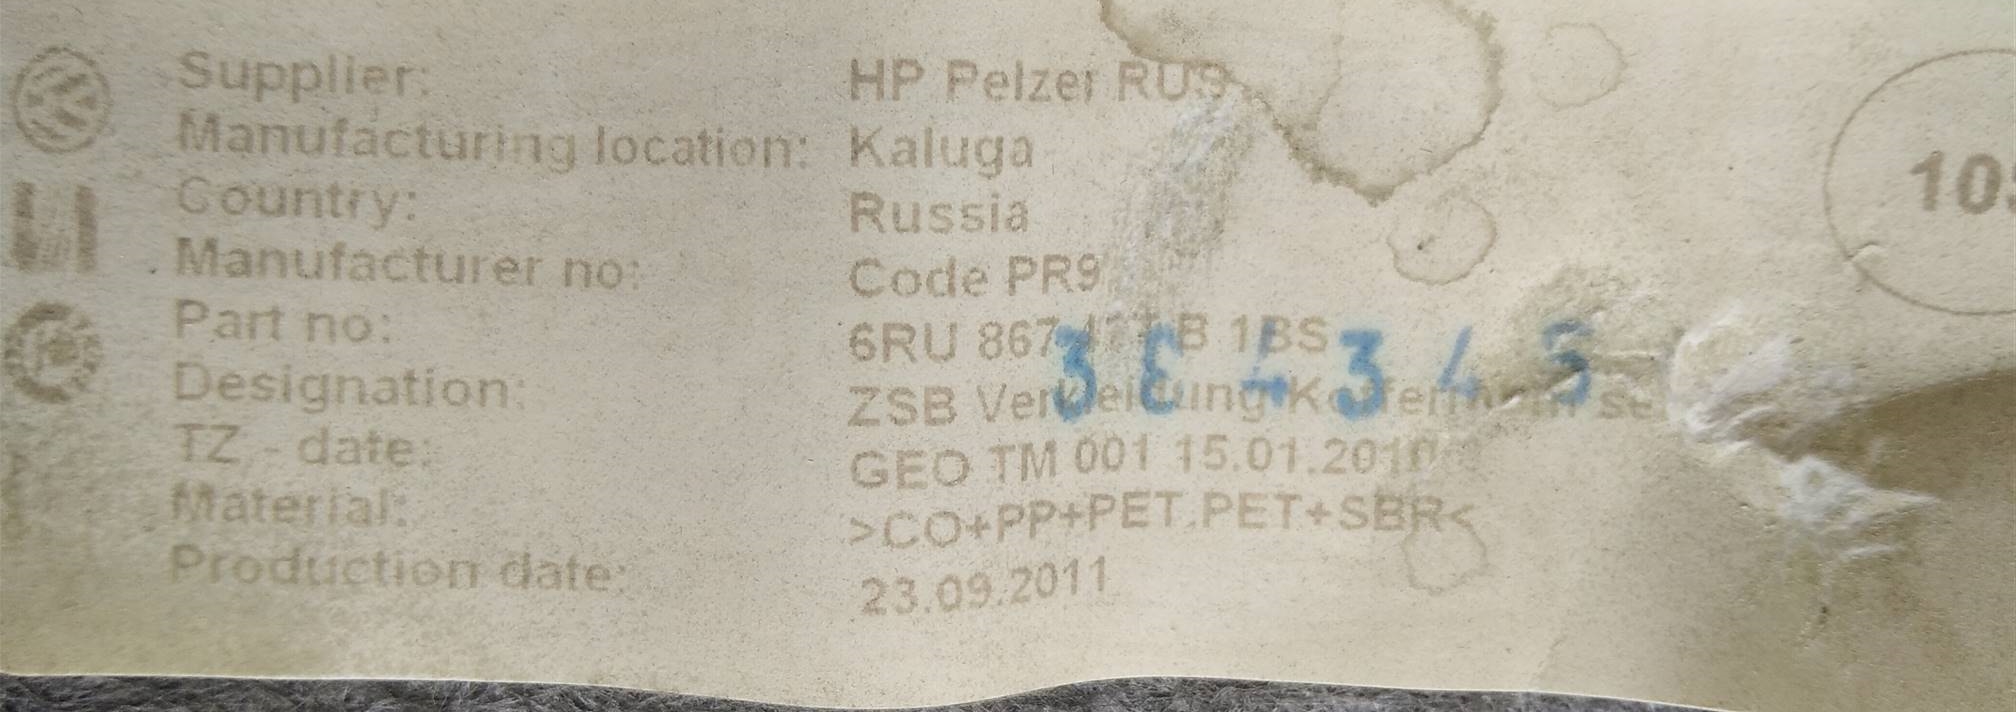 Supplier: HP Pelzer RUS
Manufacturing location: Kaluga
Country: Russia
Manufacturer no: Code PR9
Part no: 6RU B 1BS
Designation: ZSB
TZ - date: GEO TM 001 15.01.2010
Material: >CO+PP+PET.PET+SBR<
Production date: 23.09.2011